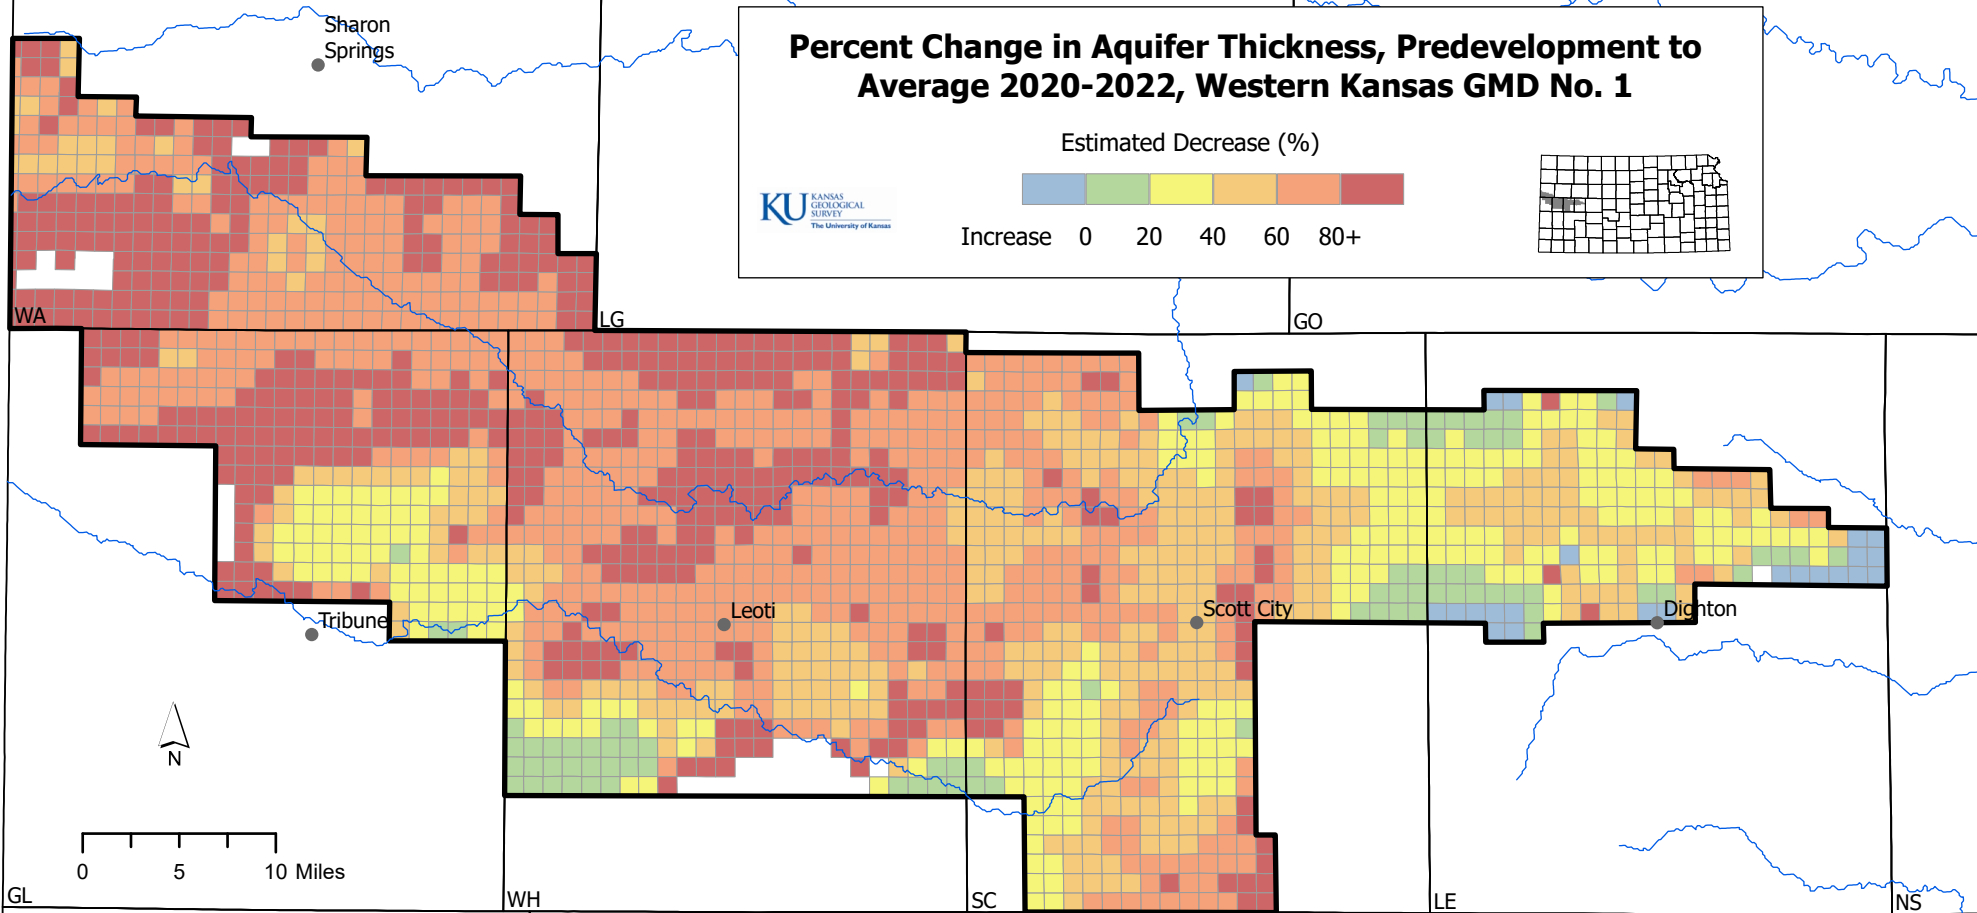 Sharon
Springs
Percent Change in Aquifer Thickness, Predevelopment to
Average 2020-2022, Western Kansas GMD No. 1
Estimated Decrease (%)
KU KANSAS
GEOLOGICAL
SURVEY
The University of Kansas
Increase 0 20 40 60 80+
WA
LG
GO
Tribune
Leoti
Scott City
Dighton
N
0 5 10 Miles
GL
WH
SC
LE
NS